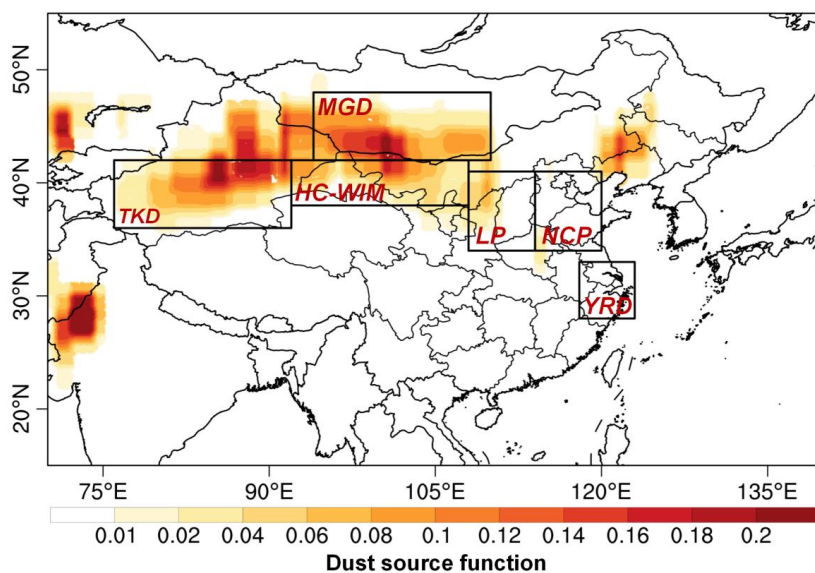 50°N
40°N
30°N
20°N
MGD
HC-WIM
TKD
LP
NCP
YRD
75°E
90°E
105°E
120°E
135°E
0.01
0.02
0.04
0.06
0.08
0.1
0.12
0.14
0.16
0.18
0.2
Dust source function